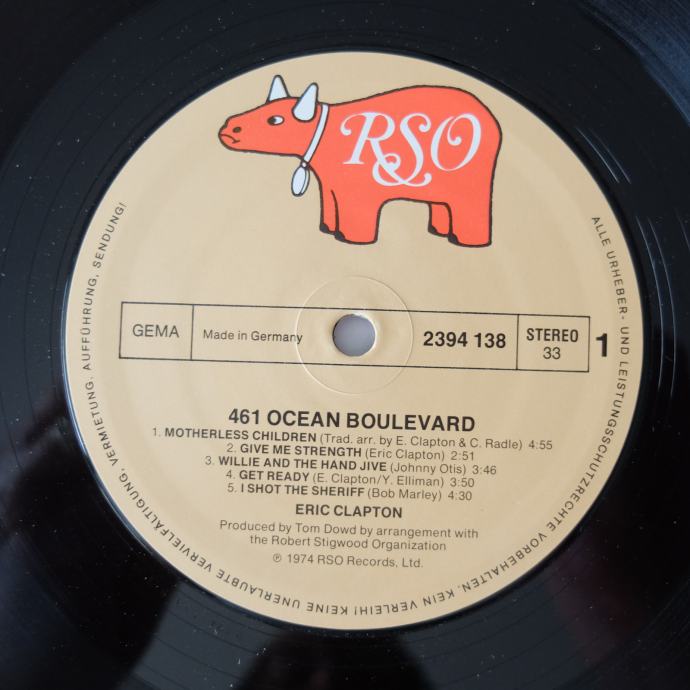 RSO
GEMA
Made in Germany
2394 138
STEREO
33
1
461 OCEAN BOULEVARD
1. MOTHERLESS CHILDREN (Trad. arr. by E. Clapton & C. Radle) 4:55
2. GIVE ME STRENGTH (Eric Clapton) 2:51
3. WILLIE AND THE HAND JIVE (Johnny Otis) 3:46
4. GET READY (E. Clapton/Y. Elliman) 3:50
5. I SHOT THE SHERIFF (Bob Marley) 4:30
ERIC CLAPTON
Produced by Tom Dowd by arrangement with
the Robert Stigwood Organization
℗ 1974 RSO Records, Ltd.
ALLE URHEBER- UND LEISTUNGSSCHUTZRECHTE VORBEHALTEN. KEIN VERLEIH! KEINE UNERLAUBTE VERVIELFÄLTIGUNG, VERMIETUNG, AUFFÜHRUNG, SENDUNG!